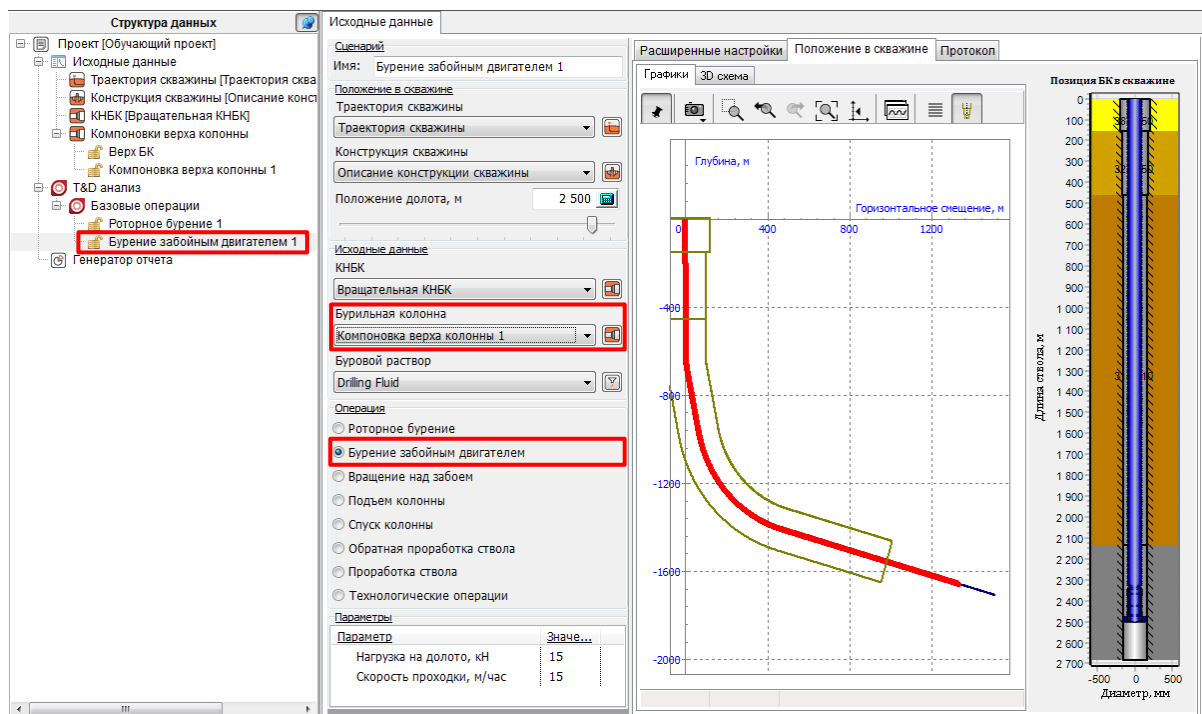 Структура данных
Проект [Обучающий проект]
Исходные данные
Траектория скважины [Траектория сква
Конструкция скважины [Описание конст
КНБК [Вращательная КНБК]
Компоновки верха колонны
Верх БК
Компоновка верха колонны 1
T&D анализ
Базовые операции
Роторное бурение 1
Бурение забойным двигателем 1
Генератор отчета
Исходные данные
Сценарий
Имя: Бурение забойным двигателем 1
Положение в скважине
Траектория скважины
Траектория скважины
Конструкция скважины
Описание конструкции скважины
Положение долота, м 2 500
Исходные данные
КНБК
Вращательная КНБК
Бурильная колонна
Компоновка верха колонны 1
Буровой раствор
Drilling Fluid
Операция
Роторное бурение
Бурение забойным двигателем
Вращение над забоем
Подъем колонны
Спуск колонны
Обратная проработка ствола
Проработка ствола
Технологические операции
Параметры
Параметр Значе...
Нагрузка на долото, кН 15
Скорость проходки, м/час 15
Расширенные настройки Положение в скважине Протокол
Графики 3D схема
Глубина, м
Горизонтальное смещение, м
0 400 800 1200
-400
-800
-1200
-1600
-2000
Позиция БК в скважине
0
100
200
300
400
500
600
700
800
900
1 000
1 100
1 200
1 300
1 400
1 500
1 600
1 700
1 800
1 900
2 000
2 100
2 200
2 300
2 400
2 500
2 600
2 700
Длина ствола, м
-500 0 500
Диаметр, мм